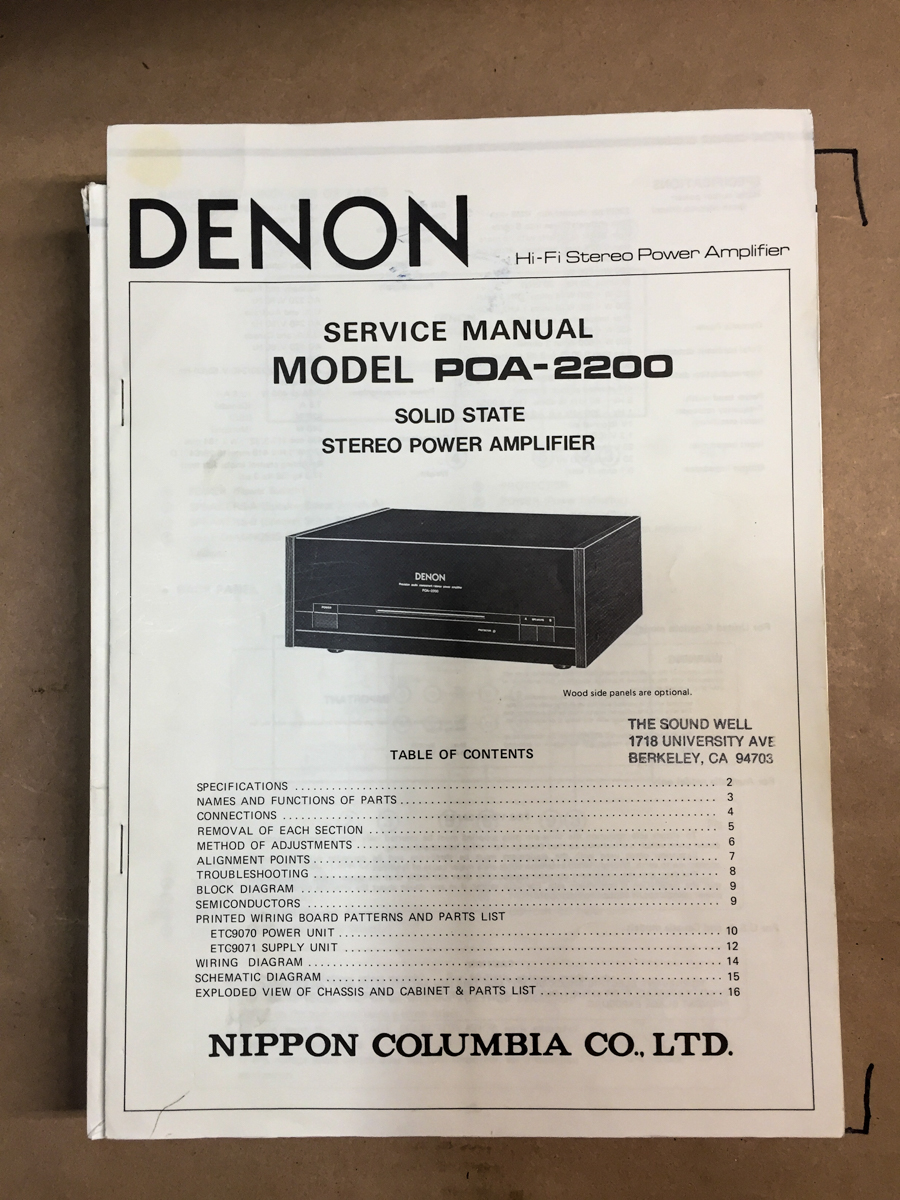 DENON
Hi-Fi Stereo Power Amplifier
SERVICE MANUAL
MODEL POA-2200
SOLID STATE
STEREO POWER AMPLIFIER
DENON
POA-2200
Wood side panels are optional.
THE SOUND WELL
1718 UNIVERSITY AVE
BERKELEY, CA 94703
TABLE OF CONTENTS
SPECIFICATIONS 2
NAMES AND FUNCTIONS OF PARTS 3
CONNECTIONS 4
REMOVAL OF EACH SECTION 5
METHOD OF ADJUSTMENTS 6
ALIGNMENT POINTS 7
TROUBLESHOOTING 8
BLOCK DIAGRAM 9
SEMICONDUCTORS 9
PRINTED WIRING BOARD PATTERNS AND PARTS LIST
ETC9070 POWER UNIT 10
ETC9071 SUPPLY UNIT 12
WIRING DIAGRAM 14
SCHEMATIC DIAGRAM 15
EXPLODED VIEW OF CHASSIS AND CABINET & PARTS LIST 16
NIPPON COLUMBIA CO., LTD.